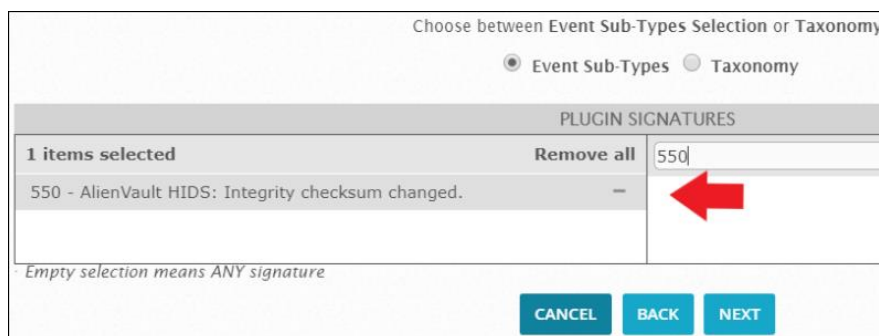 Choose between Event Sub-Types Selection or Taxonomy
Event Sub-Types Taxonomy
PLUGIN SIGNATURES
1 items selected Remove all 550
550 - AlienVault HIDS: Integrity checksum changed. −
· Empty selection means ANY signature
CANCEL BACK NEXT